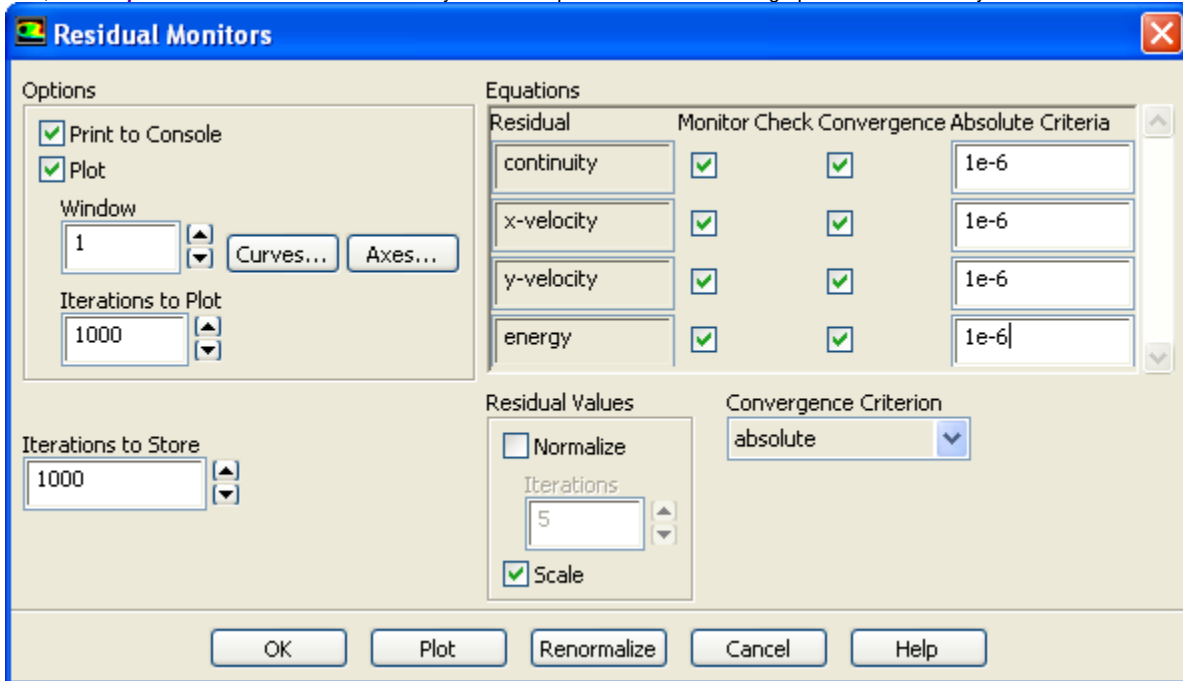 Residual Monitors
Options
Print to Console
Plot
Window
1
Curves... Axes...
Iterations to Plot
1000
Iterations to Store
1000
Equations
Residual Monitor Check Convergence Absolute Criteria
continuity 1e-6
x-velocity 1e-6
y-velocity 1e-6
energy 1e-6
Residual Values
Normalize
Iterations
5
Scale
Convergence Criterion
absolute
OK Plot Renormalize Cancel Help